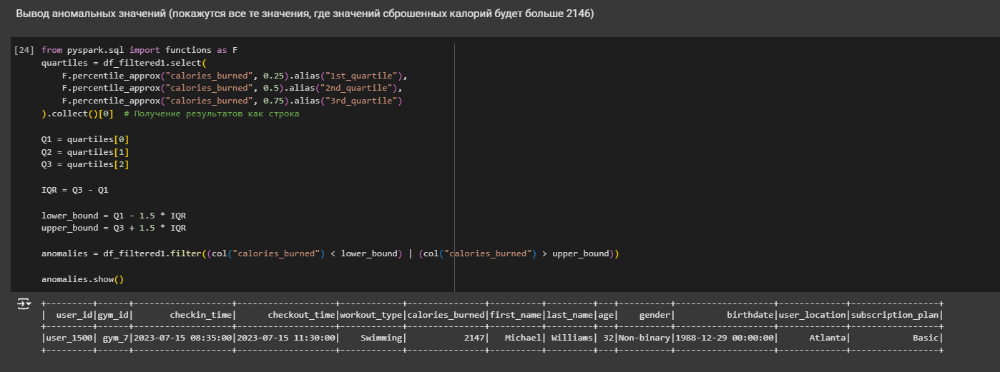 Вывод аномальных значений (покажутся все те значения, где значений сброшенных калорий будет больше 2146)
[24] from pyspark.sql import functions as F
quartiles = df_filtered1.select(
    F.percentile_approx("calories_burned", 0.25).alias("1st_quartile"),
    F.percentile_approx("calories_burned", 0.5).alias("2nd_quartile"),
    F.percentile_approx("calories_burned", 0.75).alias("3rd_quartile")
).collect()[0]  # Получение результатов как строка
Q1 = quartiles[0]
Q2 = quartiles[1]
Q3 = quartiles[2]
IQR = Q3 - Q1
lower_bound = Q1 - 1.5 * IQR
upper_bound = Q3 + 1.5 * IQR
anomalies = df_filtered1.filter((col("calories_burned") < lower_bound) | (col("calories_burned") > upper_bound))
anomalies.show()
+---------+------+-------------------+-------------------+------------+---------------+----------+---------+---+----------+-------------------+-------------+-----------------+
|  user_id|gym_id|       checkin_time|      checkout_time|workout_type|calories_burned|first_name|last_name|age|    gender|          birthdate|user_location|subscription_plan|
+---------+------+-------------------+-------------------+------------+---------------+----------+---------+---+----------+-------------------+-------------+-----------------+
|user_1500| gym_7|2023-07-15 08:35:00|2023-07-15 11:30:00|    Swimming|           2147|   Michael| Williams| 32|Non-binary|1988-12-29 00:00:00|      Atlanta|            Basic|
+---------+------+-------------------+-------------------+------------+---------------+----------+---------+---+----------+-------------------+-------------+-----------------+